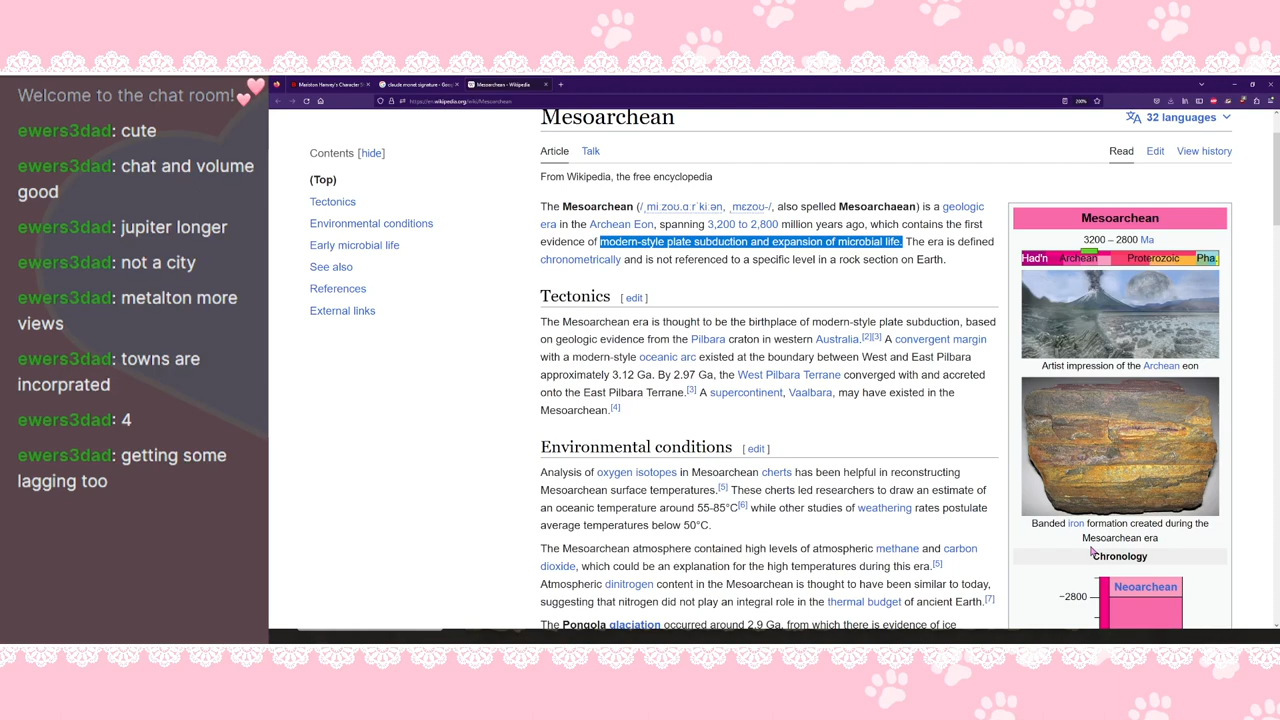 Welcome to the chat room!
ewers3dad: cute
ewers3dad: chat and volume
good
ewers3dad: jupiter longer
ewers3dad: not a city
ewers3dad: metalton more
views
ewers3dad: towns are
incorprated
ewers3dad: 4
ewers3dad: getting some
lagging too
claude monet signature - Goo
Mesoarchean - Wikipedia
https://en.wikipedia.org/wiki/Mesoarchean
200%
Mesoarchean
32 languages
Contents [hide]
(Top)
Tectonics
Environmental conditions
Early microbial life
See also
References
External links
Article Talk
Read Edit View history
From Wikipedia, the free encyclopedia
The Mesoarchean (/ˌmiːzoʊ.ɑːrˈkiːən, ˌmɛzoʊ-/, also spelled Mesoarchaean) is a geologic
era in the Archean Eon, spanning 3,200 to 2,800 million years ago, which contains the first
evidence of modern-style plate subduction and expansion of microbial life. The era is defined
chronometrically and is not referenced to a specific level in a rock section on Earth.
Tectonics [ edit ]
The Mesoarchean era is thought to be the birthplace of modern-style plate subduction, based
on geologic evidence from the Pilbara craton in western Australia.[2][3] A convergent margin
with a modern-style oceanic arc existed at the boundary between West and East Pilbara
approximately 3.12 Ga. By 2.97 Ga, the West Pilbara Terrane converged with and accreted
onto the East Pilbara Terrane.[3] A supercontinent, Vaalbara, may have existed in the
Mesoarchean.[4]
Environmental conditions [ edit ]
Analysis of oxygen isotopes in Mesoarchean cherts has been helpful in reconstructing
Mesoarchean surface temperatures.[5] These cherts led researchers to draw an estimate of
an oceanic temperature around 55-85°C[6] while other studies of weathering rates postulate
average temperatures below 50°C.
The Mesoarchean atmosphere contained high levels of atmospheric methane and carbon
dioxide, which could be an explanation for the high temperatures during this era.[5]
Atmospheric dinitrogen content in the Mesoarchean is thought to have been similar to today,
suggesting that nitrogen did not play an integral role in the thermal budget of ancient Earth.[7]
The Pongola glaciation occurred around 2.9 Ga, from which there is evidence of ice
Mesoarchean
3200 – 2800 Ma
Had'n Archean Proterozoic Pha.
Artist impression of the Archean eon
Banded iron formation created during the
Mesoarchean era
Chronology
−2800
Neoarchean